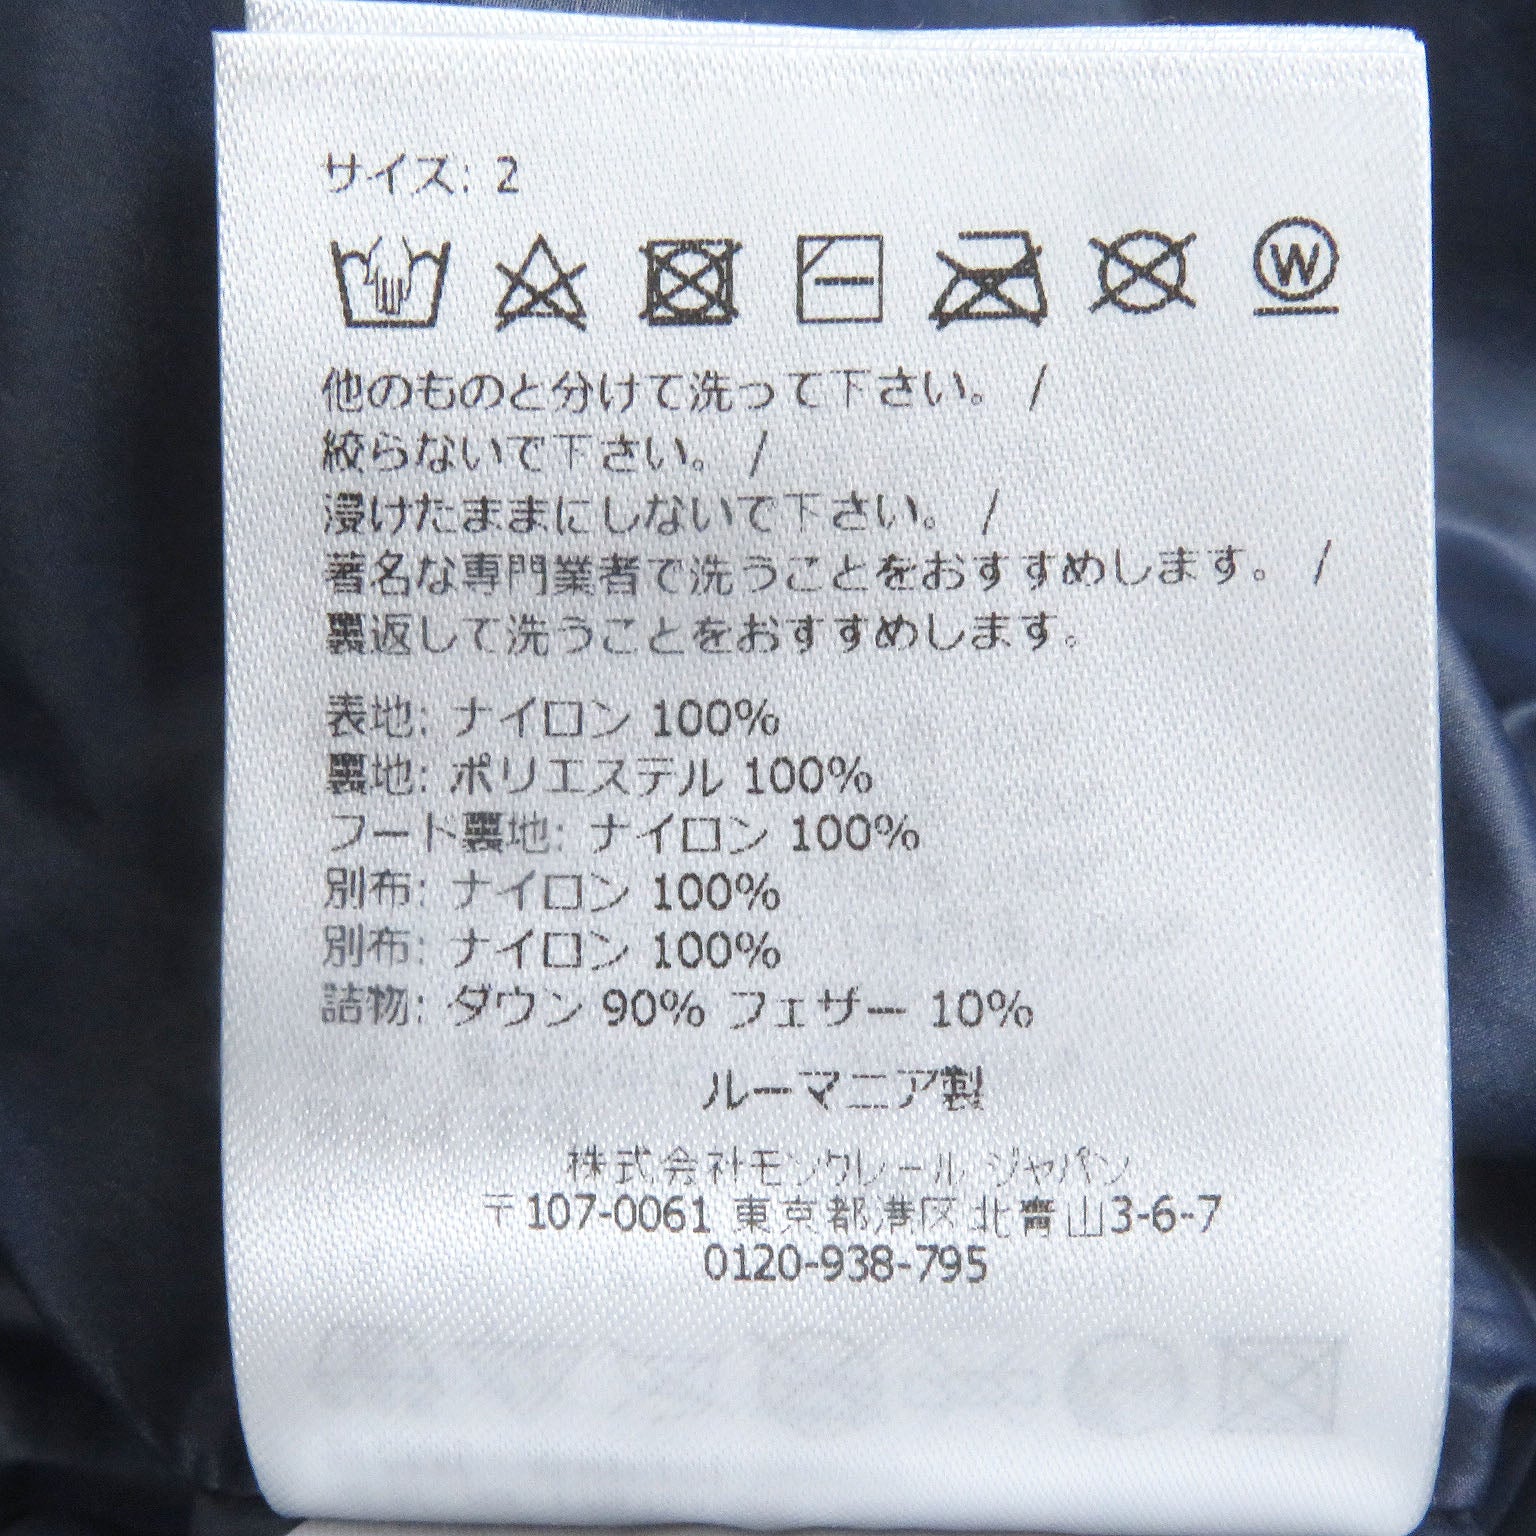 サイズ: 2
W
他のものと分けて洗って下さい。 /
絞らないで下さい。 /
浸けたままにしないで下さい。 /
著名な専門業者で洗うことをおすすめします。 /
裏返して洗うことをおすすめします。
表地: ナイロン 100%
裏地: ポリエステル 100%
フード裏地: ナイロン 100%
別布: ナイロン 100%
別布: ナイロン 100%
詰物: ダウン 90% フェザー 10%
ルーマニア製
株式会社モンクレール ジャパン
〒107-0061 東京都港区北青山3-6-7
0120-938-795